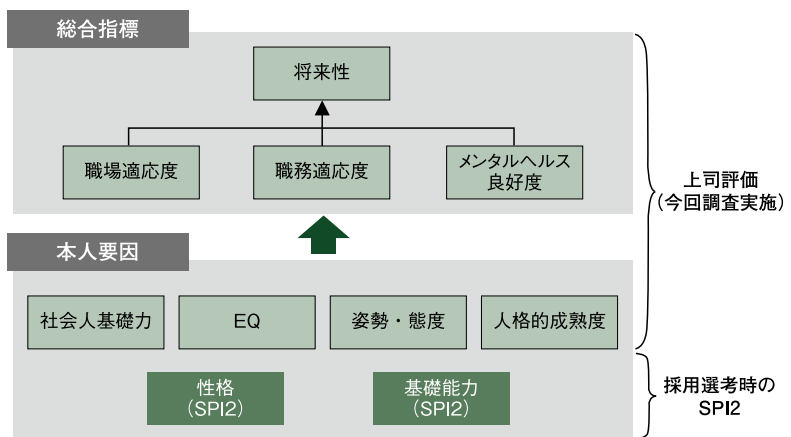 総合指標
将来性
職場適応度
職務適応度
メンタルヘルス
良好度
上司評価
(今回調査実施)
本人要因
社会人基礎力
EQ
姿勢・態度
人格的成熟度
性格
(SPI2)
基礎能力
(SPI2)
採用選考時の
SPI2